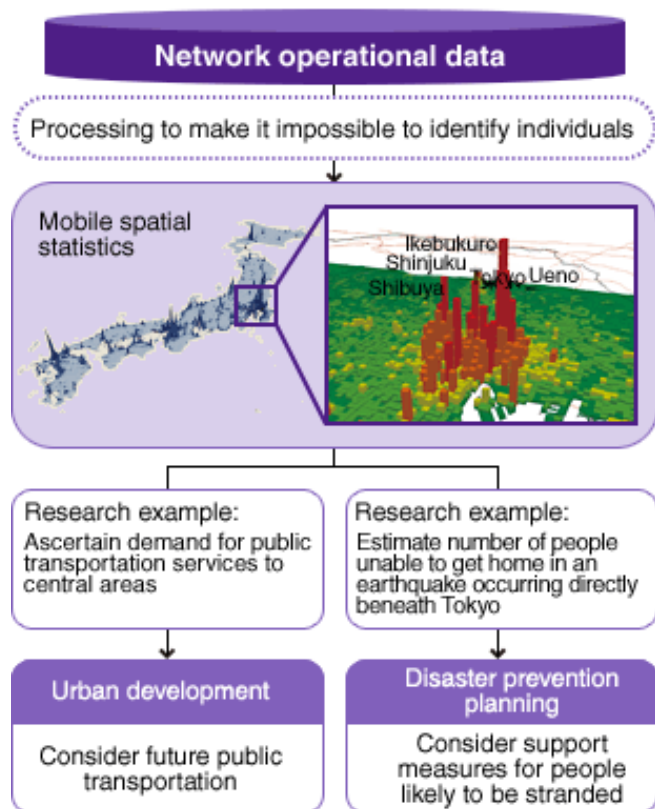 Network operational data
Processing to make it impossible to identify individuals
Mobile spatial
statistics
Ikebukuro
Shinjuku
Tokyo
Ueno
Shibuya
Research example:
Ascertain demand for public
transportation services to
central areas
Research example:
Estimate number of people
unable to get home in an
earthquake occurring directly
beneath Tokyo
Urban development
Consider future public
transportation
Disaster prevention
planning
Consider support
measures for people
likely to be stranded